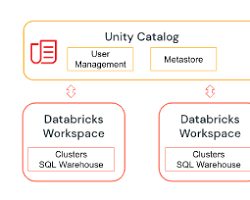 Unity Catalog
User
Management
Metastore
Databricks
Workspace
Clusters
SQL Warehouse
Databricks
Workspace
Clusters
SQL Warehouse